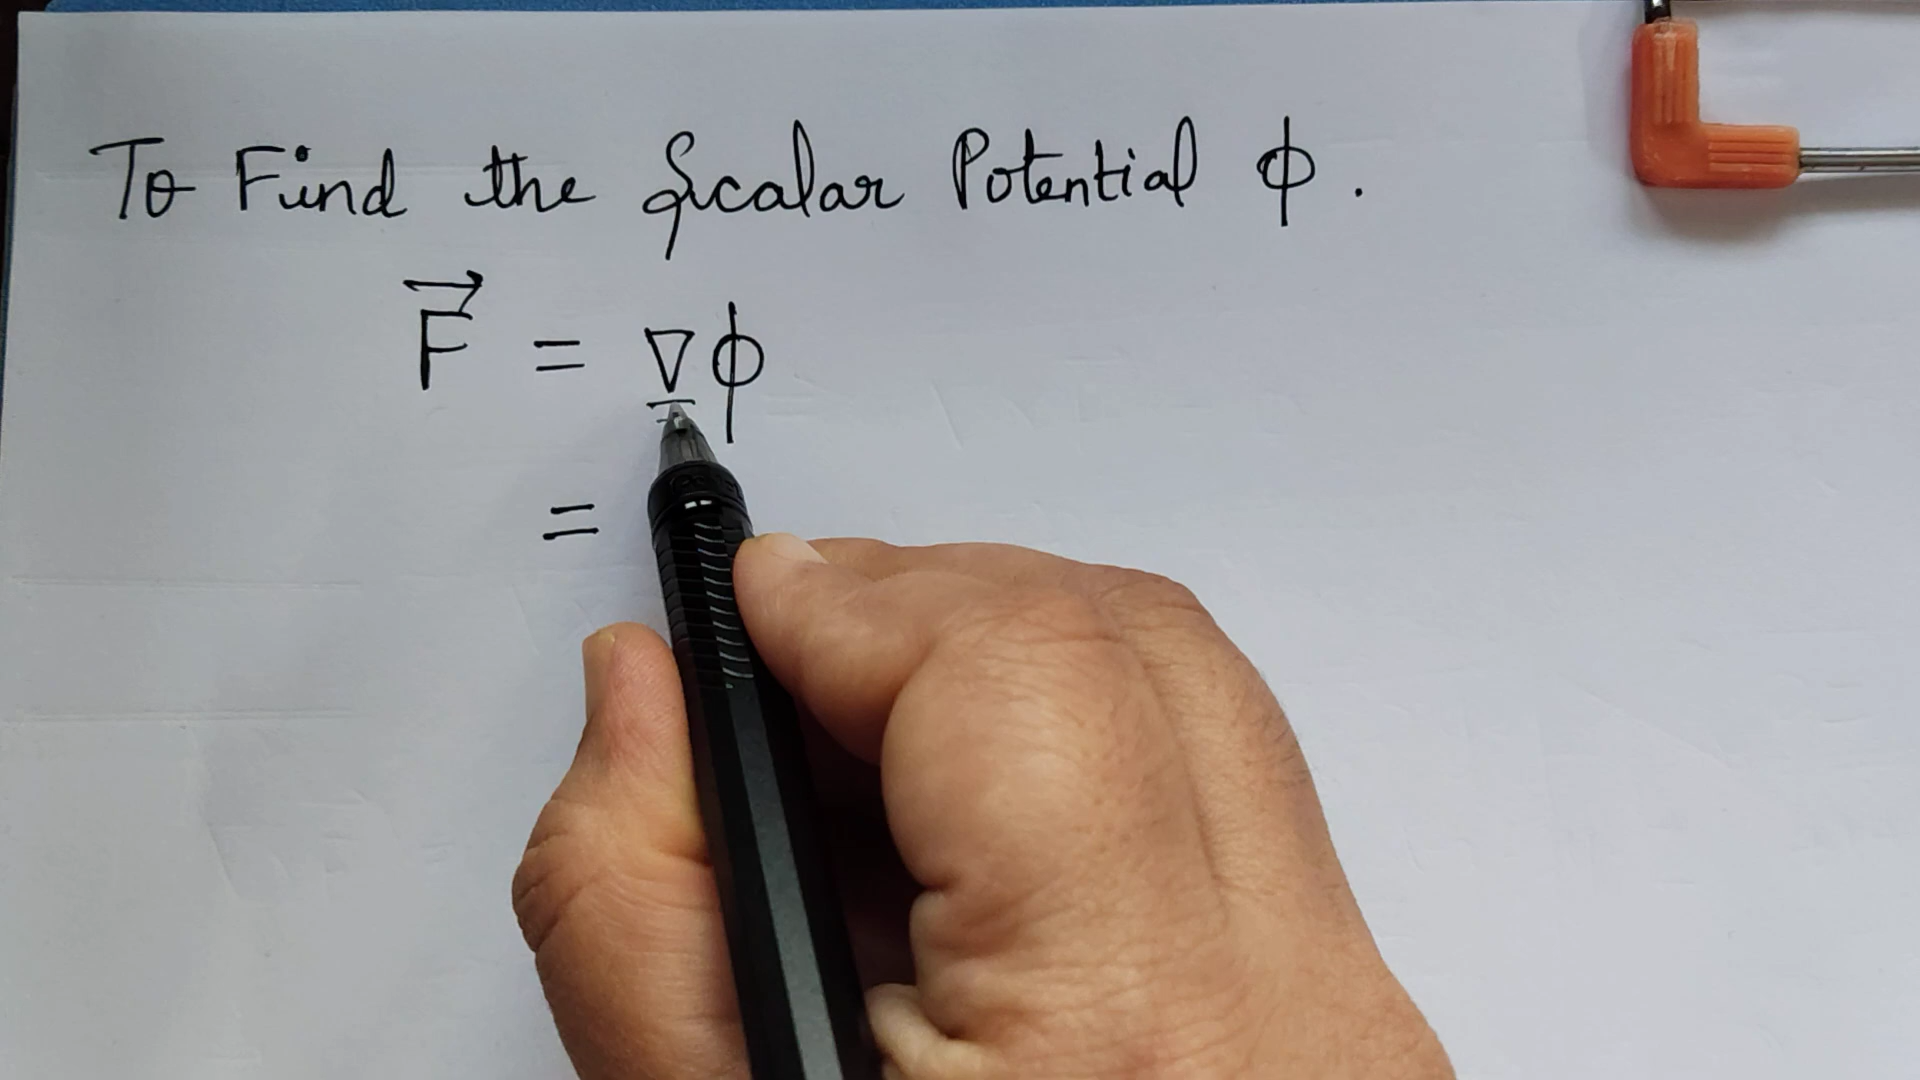 To Find the Scalar Potential ϕ.
F⃗ = ∇ϕ
=